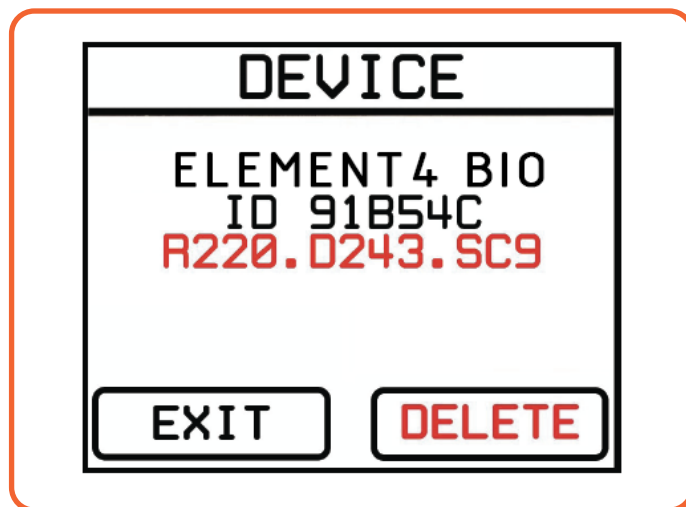 DEVICE
ELEMENT4 BIO
ID 91B54C
R220.D243.SC9
EXIT
DELETE